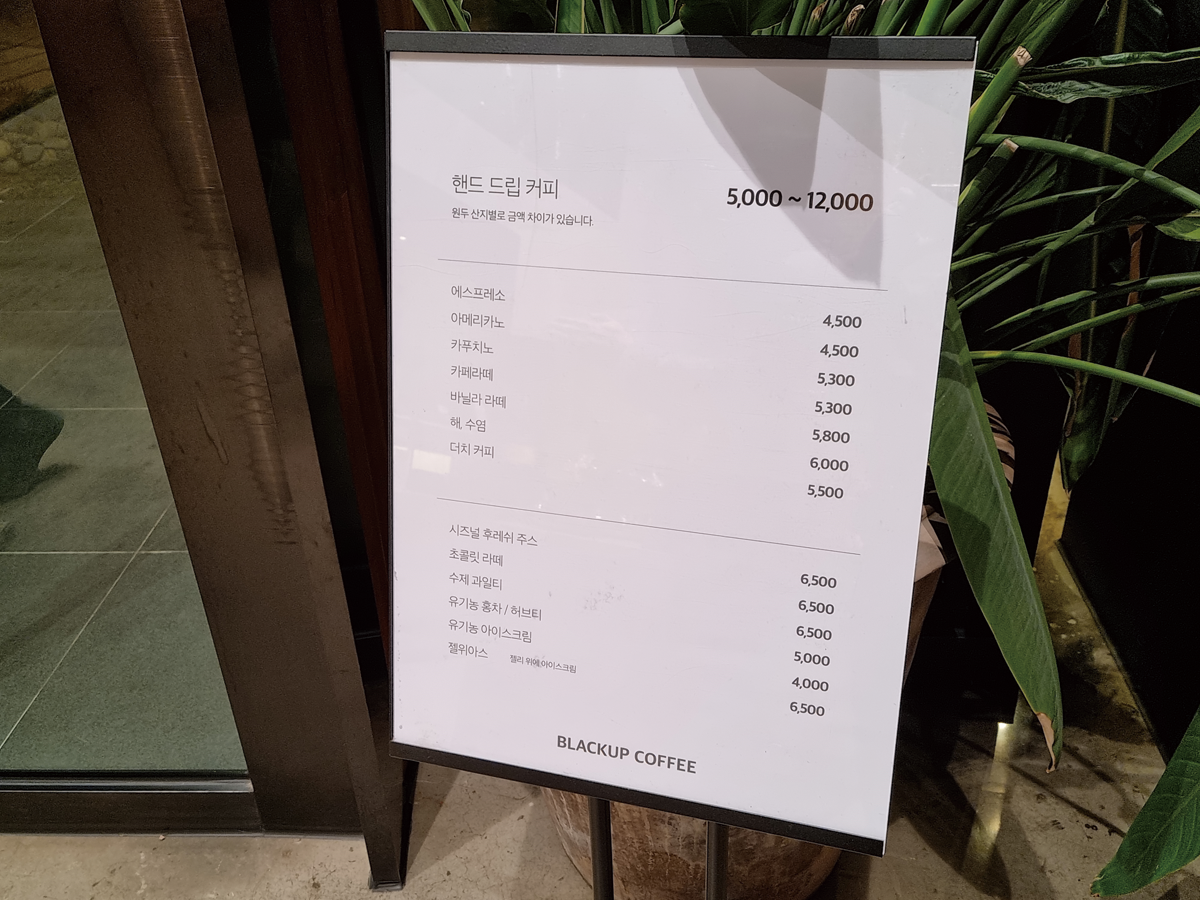 핸드 드립 커피 5,000 ~ 12,000
원두 산지별로 금액 차이가 있습니다.
에스프레소 4,500
아메리카노 4,500
카푸치노 5,300
카페라떼 5,300
바닐라 라떼 5,800
해, 수염 6,000
더치 커피 5,500
시즈널 후레쉬 주스 6,500
초콜릿 라떼 6,500
수제 과일티 6,500
유기농 홍차 / 허브티 5,000
유기농 아이스크림 4,000
젤위아스 젤리 위에 아이스크림 6,500
BLACKUP COFFEE